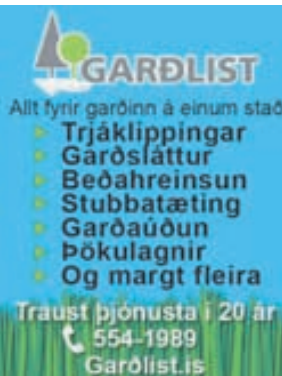 GARÐLIST
Allt fyrir garðinn á einum stað
Trjáklippingar
Garðsláttur
Beðahreinsun
Stubbatæting
Garðaúðun
Þökulagnir
Og margt fleira
Traust þjónusta í 20 ár
554-1989
Garðlist.is